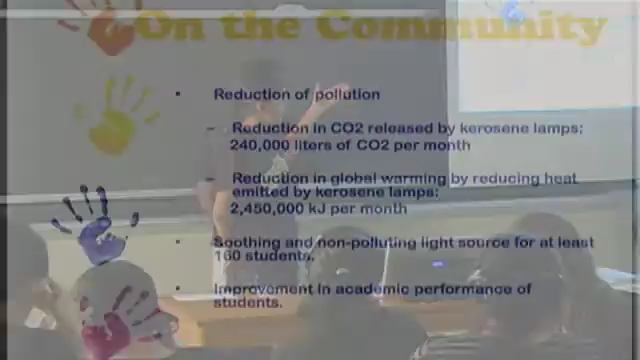 On the Community
• Reduction of pollution
– Reduction in CO2 released by kerosene lamps:
240,000 liters of CO2 per month
– Reduction in global warming by reducing heat
emitted by kerosene lamps:
2,450,000 kJ per month
• Soothing and non-polluting light source for at least
160 students.
• Improvement in academic performance of
students.